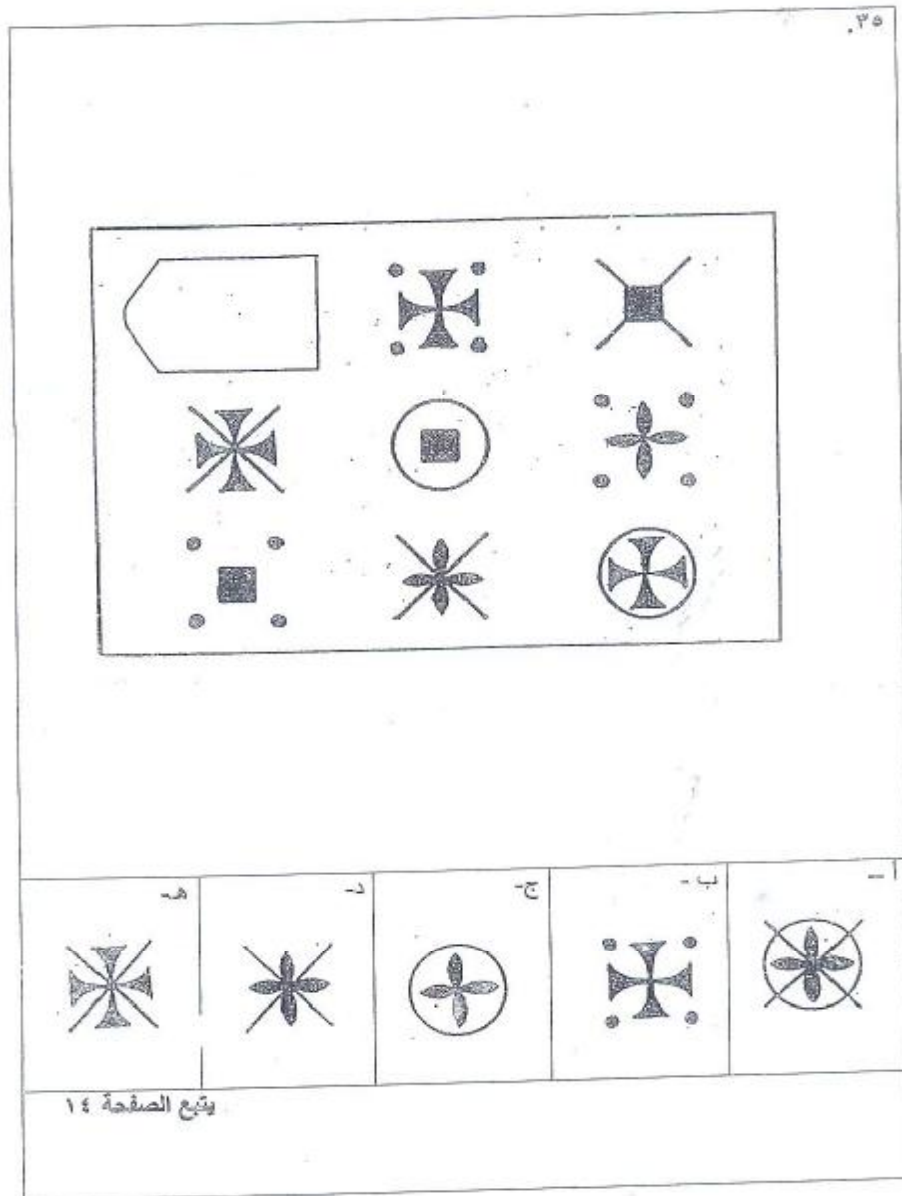 ٣٥.
أ –
ب -
ج-
د-
هـ-
يتبع الصفحة ١٤